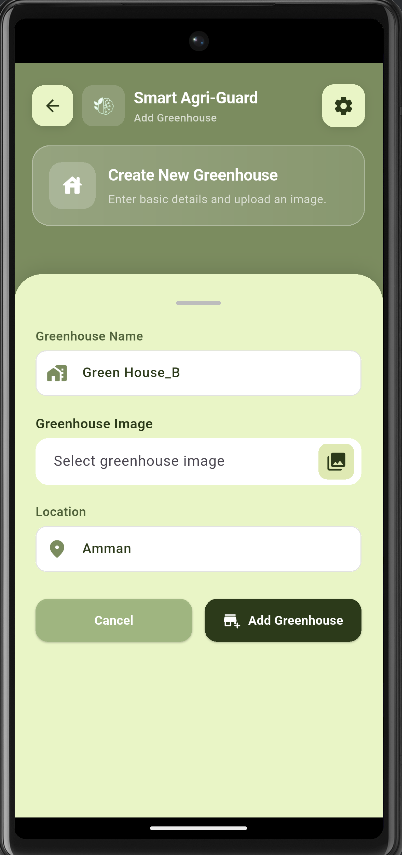 Smart Agri-Guard
Add Greenhouse
Create New Greenhouse
Enter basic details and upload an image.
Greenhouse Name
Green House_B
Greenhouse Image
Select greenhouse image
Location
Amman
Cancel
Add Greenhouse